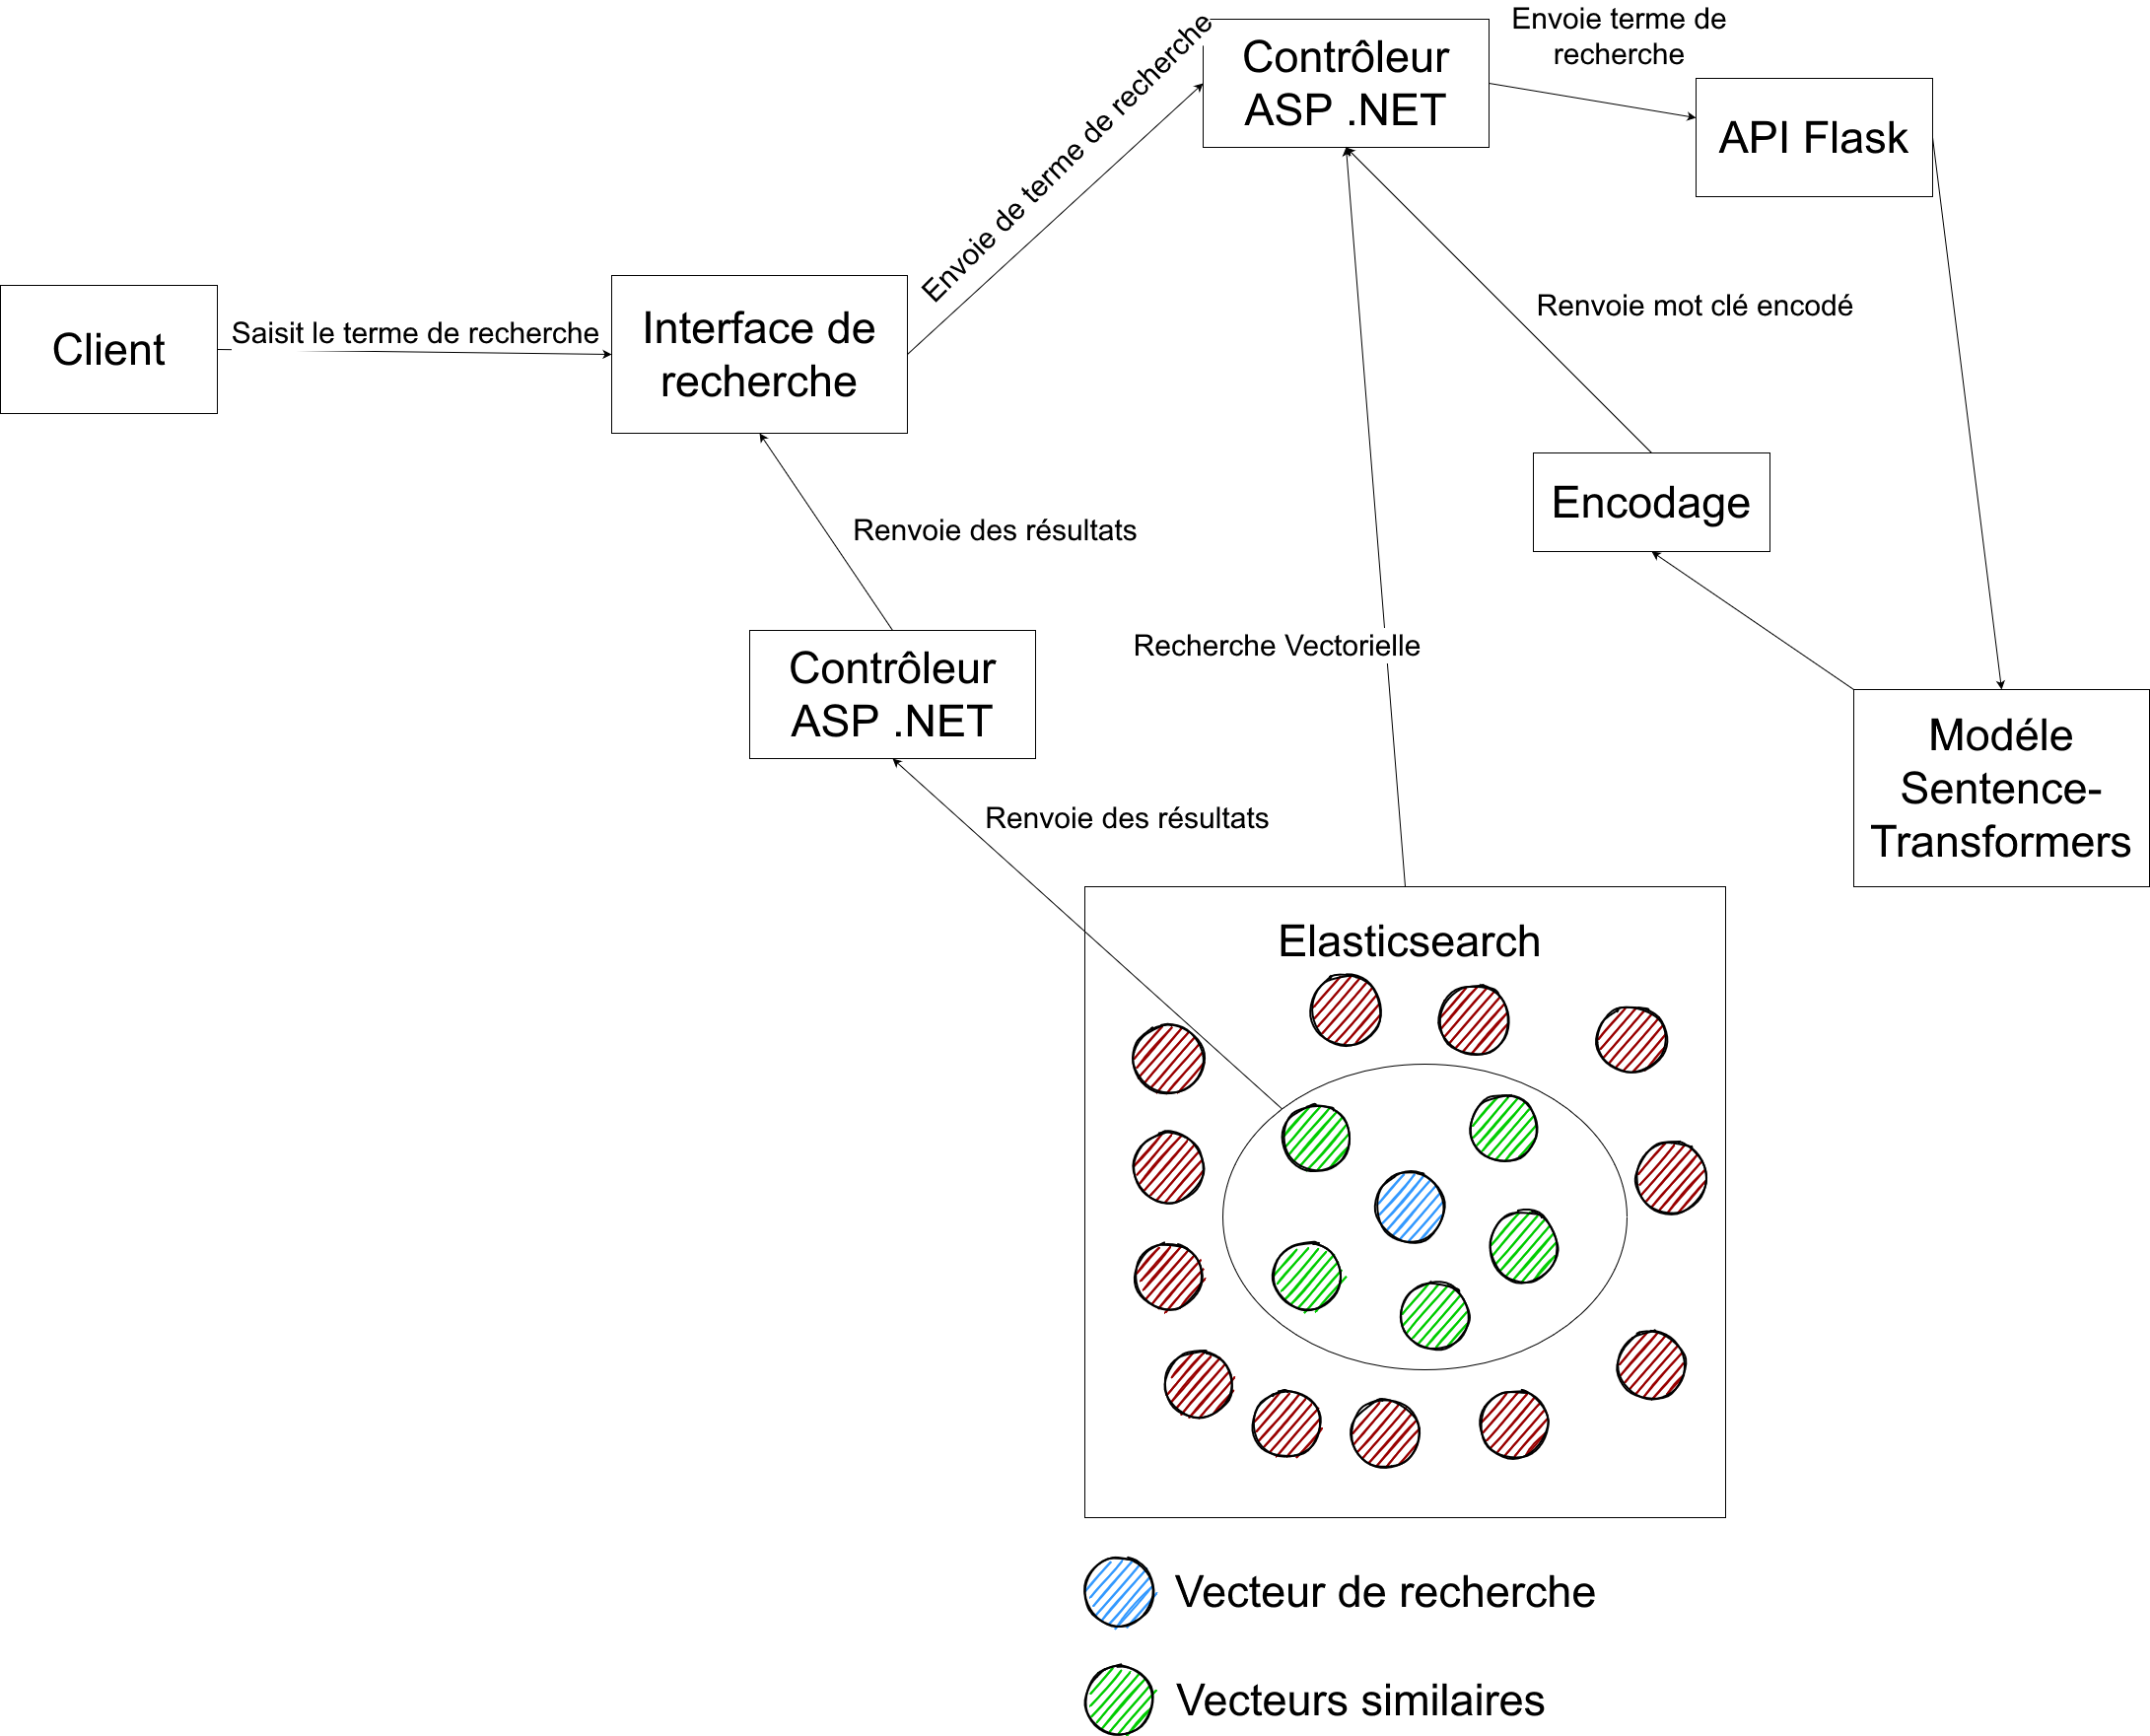 Envoie terme de
recherche
Contrôleur
ASP .NET
Envoie de terme de recherche
API Flask
Client
Saisit le terme de recherche
Interface de
recherche
Renvoie mot clé encodé
Encodage
Renvoie des résultats
Contrôleur
ASP .NET
Recherche Vectorielle
Modéle
Sentence-
Transformers
Renvoie des résultats
Elasticsearch
Vecteur de recherche
Vecteurs similaires